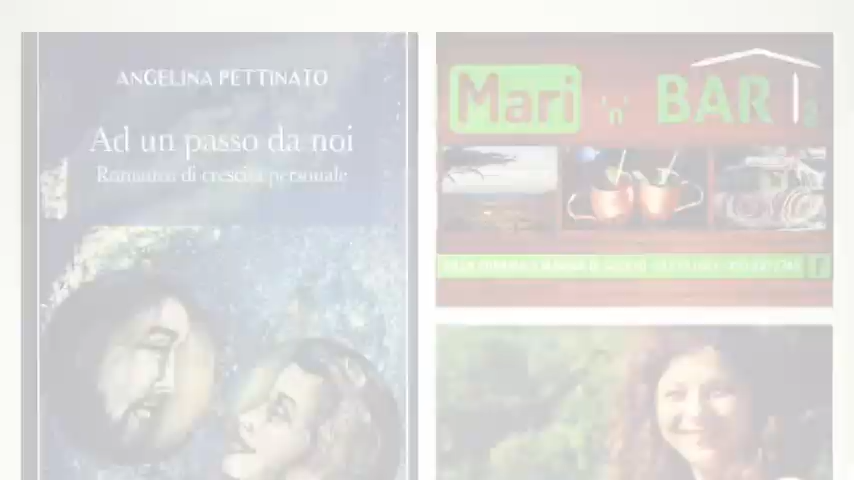 ANGELINA PETTINATO
Ad un passo da noi
Romanzo di crescita personale
Mari 'n' BAR